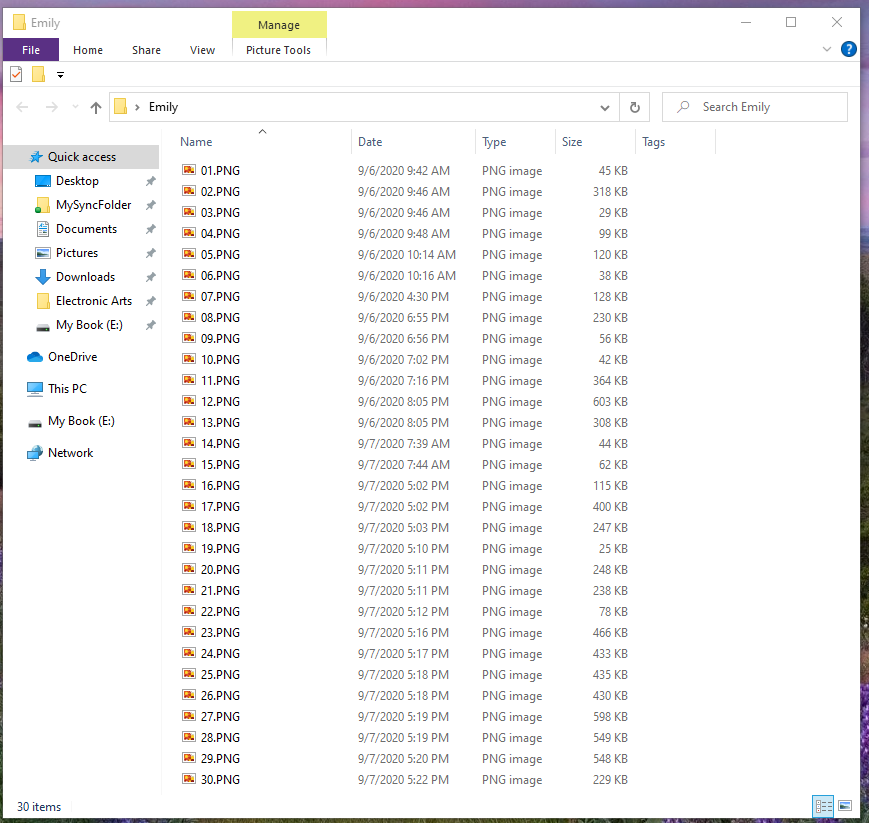 Emily
Manage
File Home Share View Picture Tools
?
Emily
Search Emily
Name Date Type Size Tags
Quick access
Desktop
MySyncFolder
Documents
Pictures
Downloads
Electronic Arts
My Book (E:)
OneDrive
This PC
My Book (E:)
Network
01.PNG 9/6/2020 9:42 AM PNG image 45 KB
02.PNG 9/6/2020 9:46 AM PNG image 318 KB
03.PNG 9/6/2020 9:46 AM PNG image 29 KB
04.PNG 9/6/2020 9:48 AM PNG image 99 KB
05.PNG 9/6/2020 10:14 AM PNG image 120 KB
06.PNG 9/6/2020 10:16 AM PNG image 38 KB
07.PNG 9/6/2020 4:30 PM PNG image 128 KB
08.PNG 9/6/2020 6:55 PM PNG image 230 KB
09.PNG 9/6/2020 6:56 PM PNG image 56 KB
10.PNG 9/6/2020 7:02 PM PNG image 42 KB
11.PNG 9/6/2020 7:16 PM PNG image 364 KB
12.PNG 9/6/2020 8:05 PM PNG image 603 KB
13.PNG 9/6/2020 8:05 PM PNG image 308 KB
14.PNG 9/7/2020 7:39 AM PNG image 44 KB
15.PNG 9/7/2020 7:44 AM PNG image 62 KB
16.PNG 9/7/2020 5:02 PM PNG image 115 KB
17.PNG 9/7/2020 5:02 PM PNG image 400 KB
18.PNG 9/7/2020 5:03 PM PNG image 247 KB
19.PNG 9/7/2020 5:10 PM PNG image 25 KB
20.PNG 9/7/2020 5:11 PM PNG image 248 KB
21.PNG 9/7/2020 5:11 PM PNG image 238 KB
22.PNG 9/7/2020 5:12 PM PNG image 78 KB
23.PNG 9/7/2020 5:16 PM PNG image 466 KB
24.PNG 9/7/2020 5:17 PM PNG image 433 KB
25.PNG 9/7/2020 5:18 PM PNG image 435 KB
26.PNG 9/7/2020 5:18 PM PNG image 430 KB
27.PNG 9/7/2020 5:19 PM PNG image 598 KB
28.PNG 9/7/2020 5:19 PM PNG image 549 KB
29.PNG 9/7/2020 5:20 PM PNG image 548 KB
30.PNG 9/7/2020 5:22 PM PNG image 229 KB
30 items